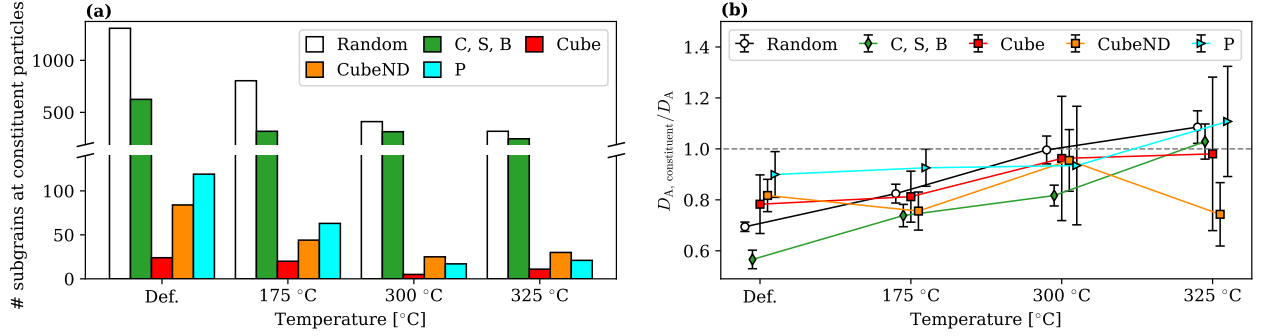 (a)
# subgrains at constituent particles
1000
500
100
50
0
Random
C, S, B
Cube
CubeND
P
Def.
175 °C
300 °C
325 °C
Temperature [°C]
(b)
D_A, constituent / D_A
1.4
1.2
1.0
0.8
0.6
Random
C, S, B
Cube
CubeND
P
Def.
175 °C
300 °C
325 °C
Temperature [°C]